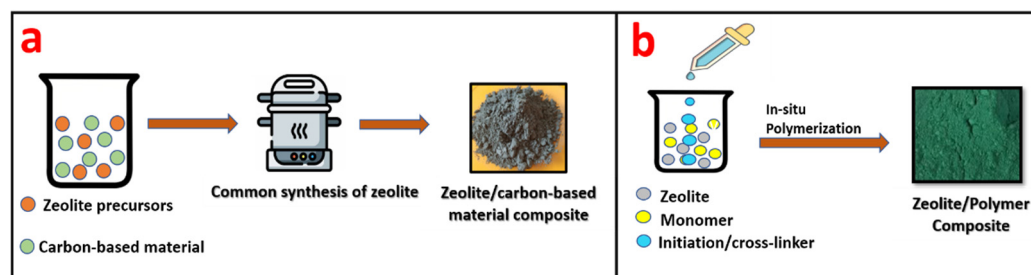 a
Common synthesis of zeolite
Zeolite/carbon-based
material composite
Zeolite precursors
Carbon-based material
b
In-situ
Polymerization
Zeolite
Monomer
Initiation/cross-linker
Zeolite/Polymer
Composite